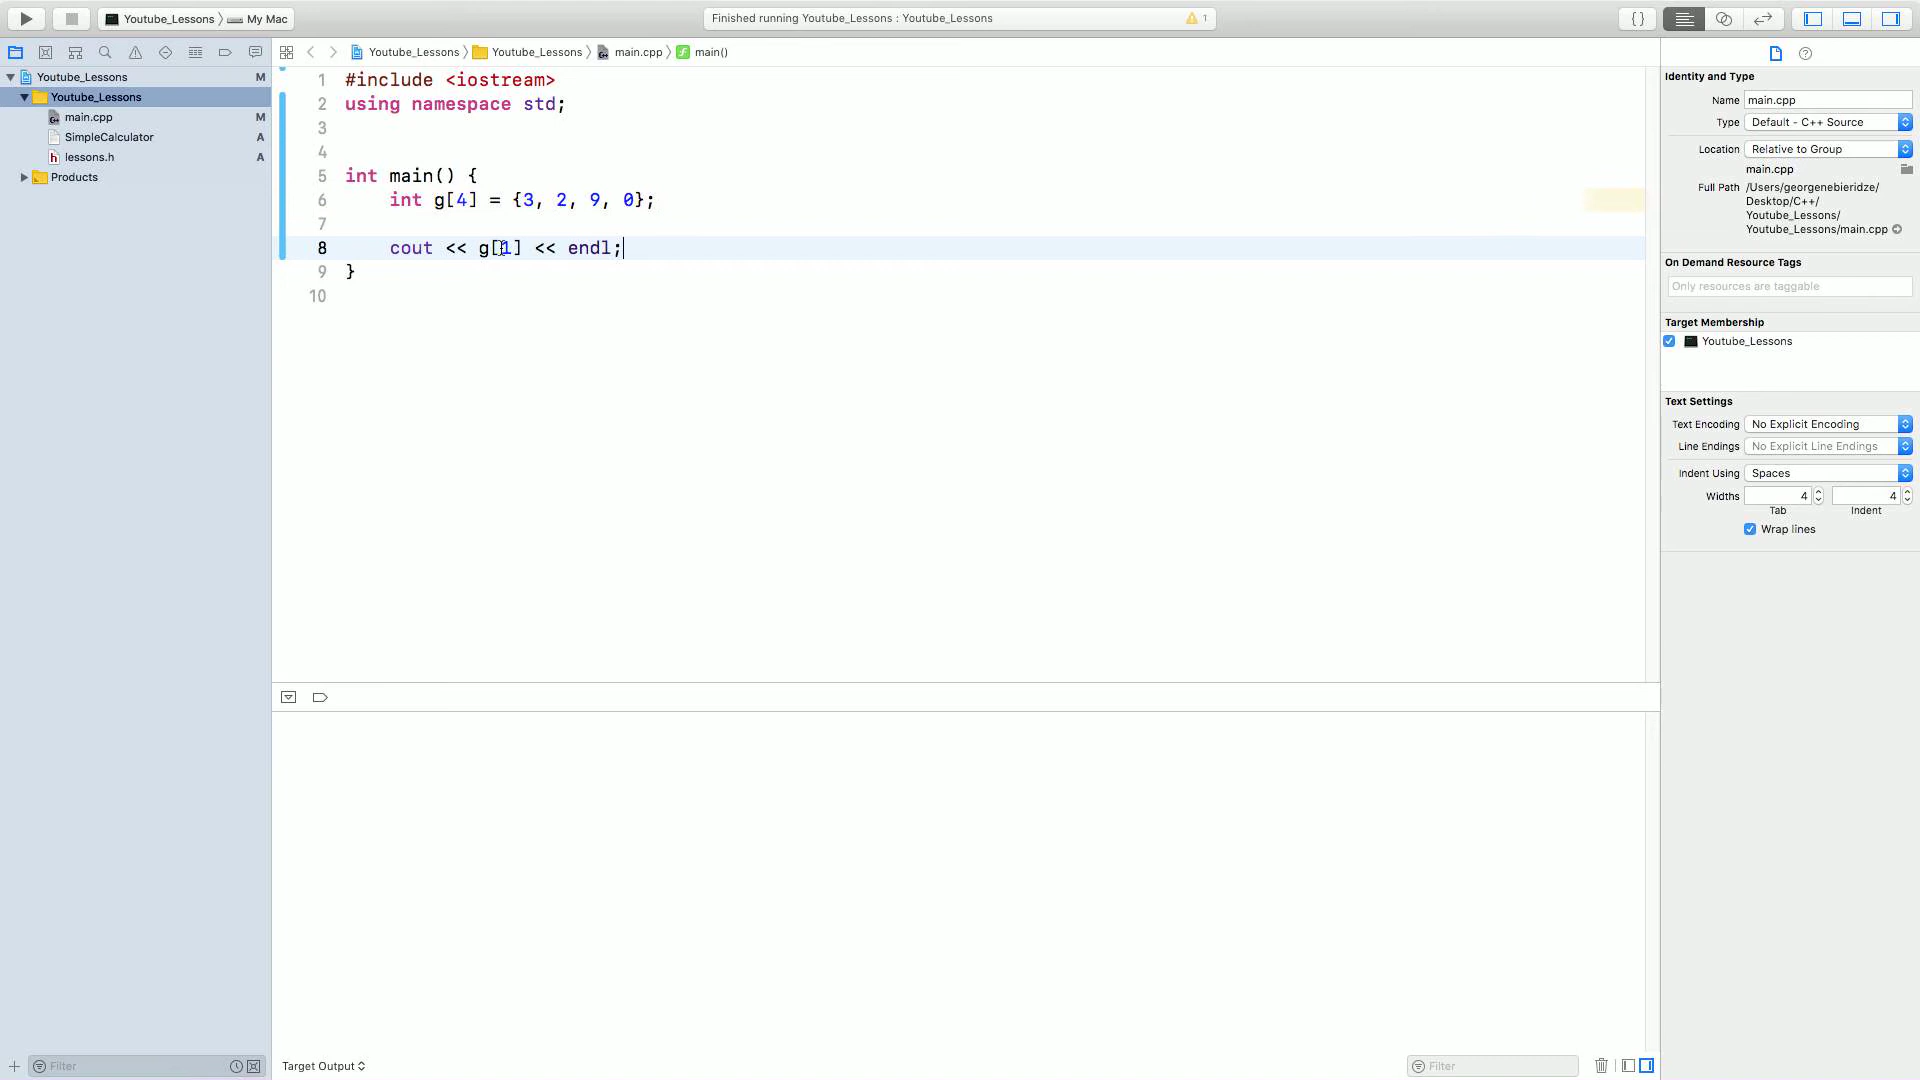 Youtube_Lessons 〉 My Mac
Finished running Youtube_Lessons : Youtube_Lessons
1
{ }
Youtube_Lessons 〉 Youtube_Lessons 〉 main.cpp 〉 main()
Youtube_Lessons M
Youtube_Lessons
main.cpp M
SimpleCalculator A
lessons.h A
Products
1 #include <iostream>
2 using namespace std;
3
4
5 int main() {
6 int g[4] = {3, 2, 9, 0};
7
8 cout << g[1] << endl;
9 }
10
Identity and Type
Name main.cpp
Type Default - C++ Source
Location Relative to Group
main.cpp
Full Path /Users/georgenebieridze/
Desktop/C++/
Youtube_Lessons/
Youtube_Lessons/main.cpp
On Demand Resource Tags
Only resources are taggable
Target Membership
Youtube_Lessons
Text Settings
Text Encoding No Explicit Encoding
Line Endings No Explicit Line Endings
Indent Using Spaces
Widths 4 4
Tab Indent
Wrap lines
Filter
Target Output
Filter